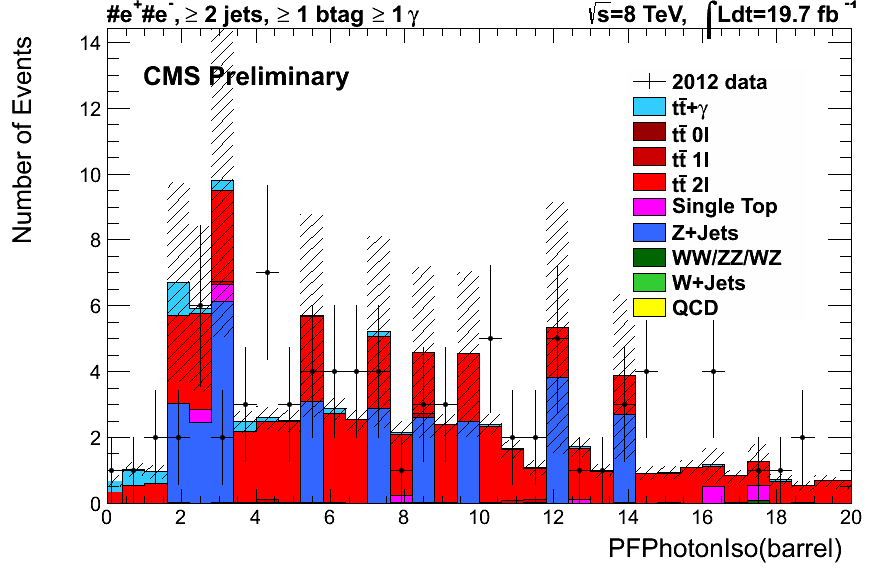 #e+#e-, ≥ 2 jets, ≥ 1 btag ≥ 1 γ
√s=8 TeV, ∫Ldt=19.7 fb-1
CMS Preliminary
2012 data
tt̄+γ
tt̄ 0l
tt̄ 1l
tt̄ 2l
Single Top
Z+Jets
WW/ZZ/WZ
W+Jets
QCD
Number of Events
14
12
10
8
6
4
2
0
0 2 4 6 8 10 12 14 16 18 20
PFPhotonIso(barrel)